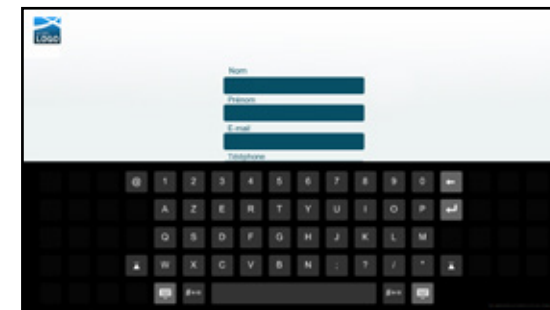 LOGO
Nom
Prénom
E-mail
Téléphone
@ 1 2 3 4 5 6 7 8 9 0
A Z E R T Y U I O P
Q S D F G H J K L M
W X C V B N : ? /